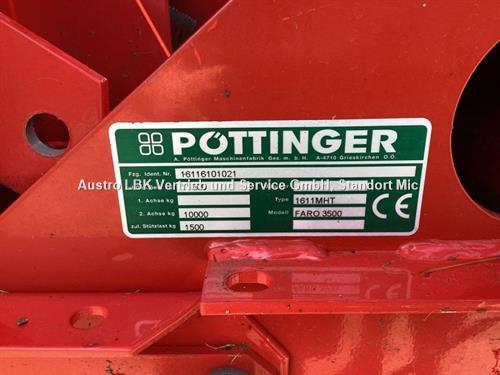 PÖTTINGER
A. Pöttinger Maschinenfabrik Ges. m. b. H. A-4710 Grieskirchen O.Ö.
Fzg. Ident. Nr. 16116101021
Austro LBK Vertrieb und Service GmbH, Standort Mic
1. Achse kg Type 1611MHT
2. Achse kg 10000 Modell FARO 3500
zul. Stützlast kg 1500
CE